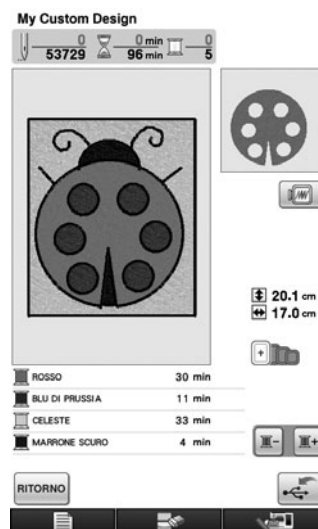 My Custom Design
0 0 min 0
53729 96 min 5
20.1 cm
17.0 cm
ROSSO 30 min
BLU DI PRUSSIA 11 min
CELESTE 33 min
MARRONE SCURO 4 min
RITORNO